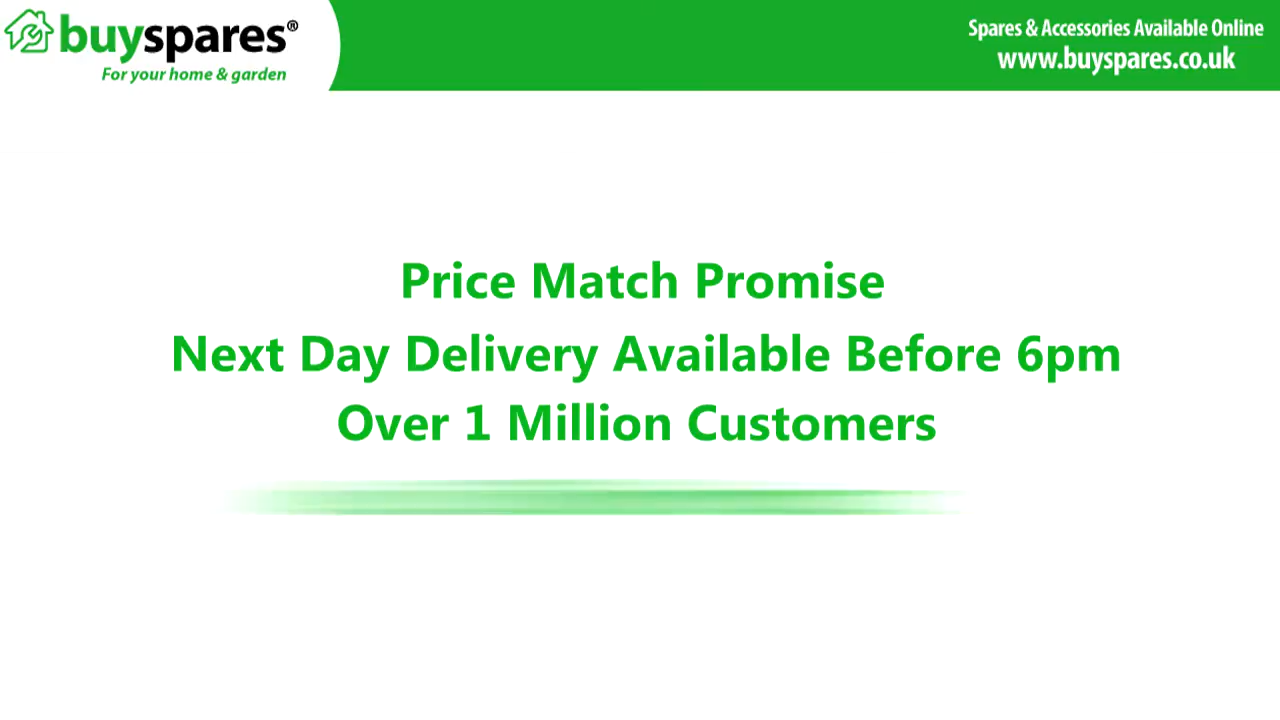 buyspares®
For your home & garden
Spares & Accessories Available Online
www.buyspares.co.uk
Price Match Promise
Next Day Delivery Available Before 6pm
Over 1 Million Customers